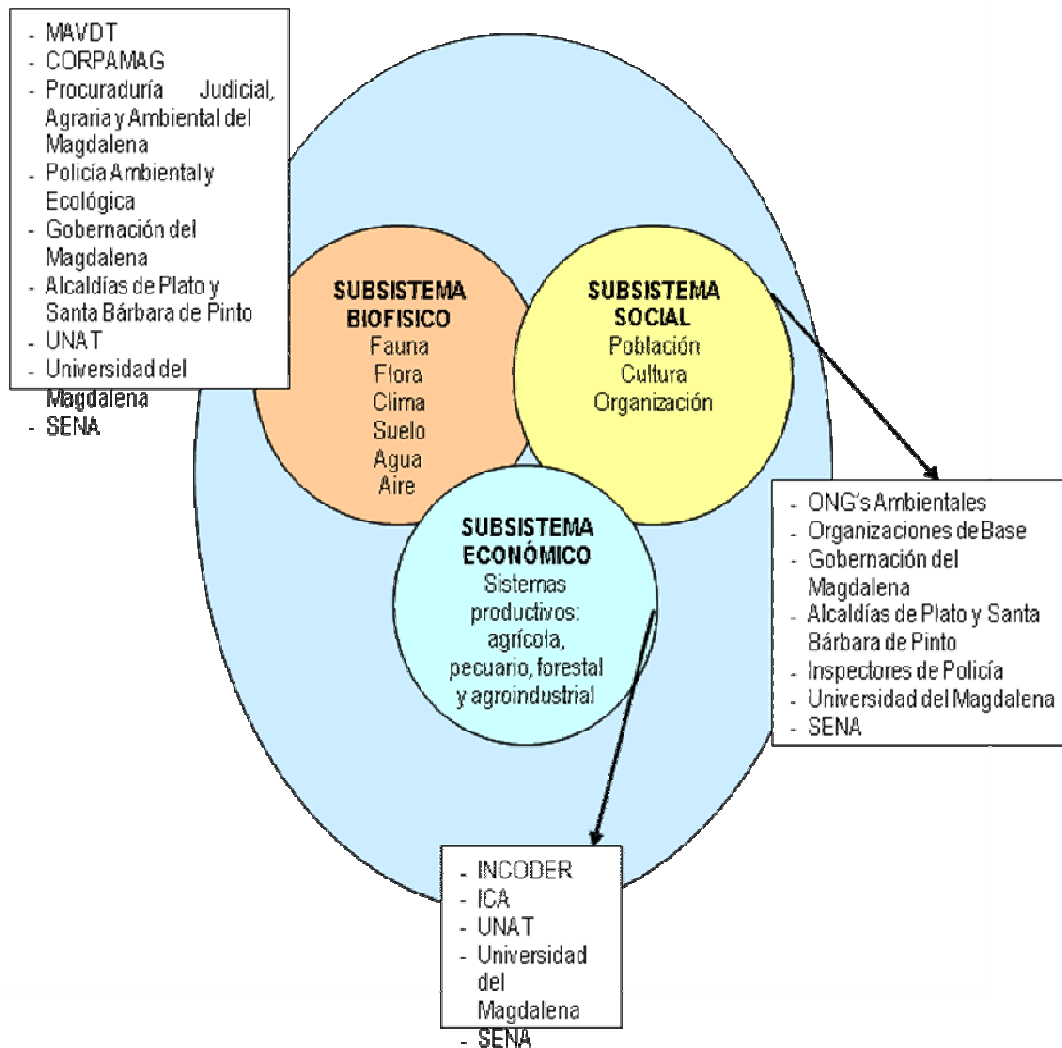 - MAVDT
- CORPAMAG
- Procuraduría Judicial,
Agraria y Ambiental del
Magdalena
- Policía Ambiental y
Ecológica
- Gobernación del
Magdalena
- Alcaldías de Plato y
Santa Bárbara de Pinto
- UNAT
- Universidad del
Magdalena
- SENA
SUBSISTEMA
BIOFISICO
Fauna
Flora
Clima
Suelo
Agua
Aire
SUBSISTEMA
SOCIAL
Población
Cultura
Organización
SUBSISTEMA
ECONÓMICO
Sistemas
productivos:
agrícola,
pecuario, forestal
y agroindustrial
- ONG's Ambientales
- Organizaciones de Base
- Gobernación del
Magdalena
- Alcaldías de Plato y Santa
Bárbara de Pinto
- Inspectores de Policía
- Universidad del Magdalena
- SENA
- INCODER
- ICA
- UNAT
- Universidad
del
Magdalena
- SENA